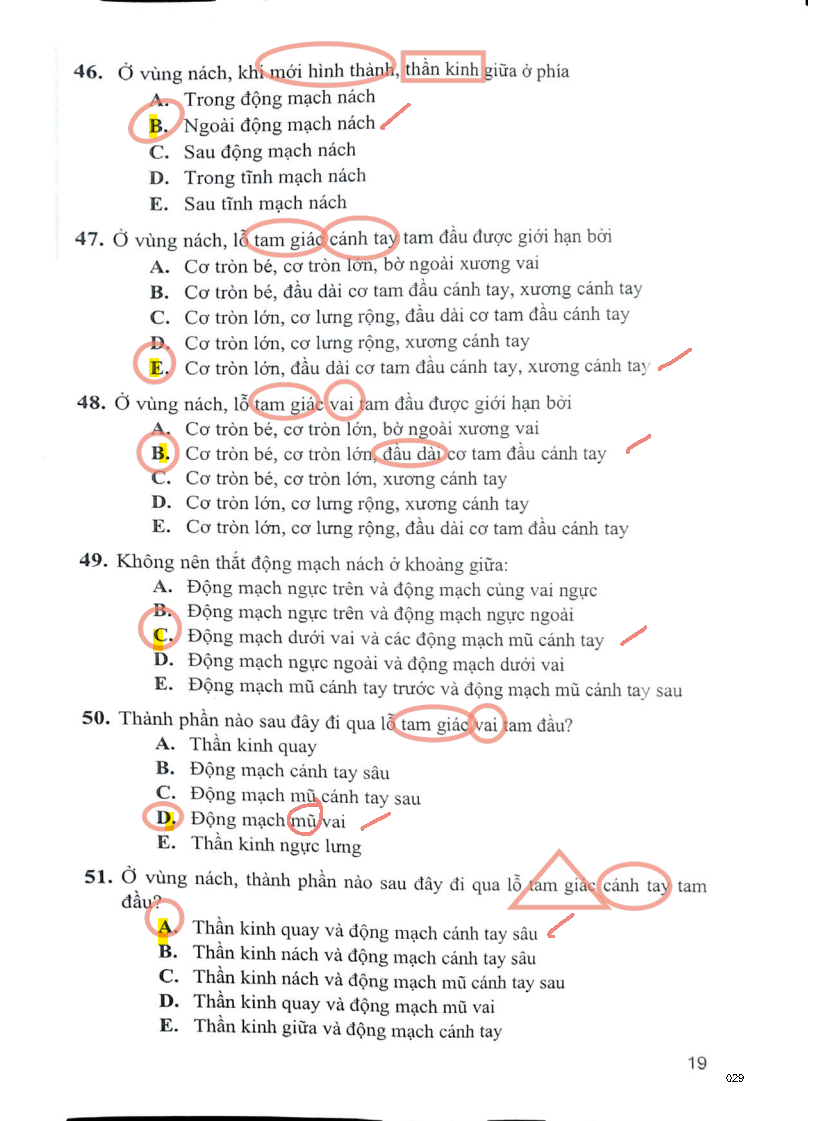 46. Ở vùng nách, khi mới hình thành, thần kinh giữa ở phía
A. Trong động mạch nách
B. Ngoài động mạch nách
C. Sau động mạch nách
D. Trong tĩnh mạch nách
E. Sau tĩnh mạch nách
47. Ở vùng nách, lỗ tam giác cánh tay tam đầu được giới hạn bởi
A. Cơ tròn bé, cơ tròn lớn, bờ ngoài xương vai
B. Cơ tròn bé, đầu dài cơ tam đầu cánh tay, xương cánh tay
C. Cơ tròn lớn, cơ lưng rộng, đầu dài cơ tam đầu cánh tay
D. Cơ tròn lớn, cơ lưng rộng, xương cánh tay
E. Cơ tròn lớn, đầu dài cơ tam đầu cánh tay, xương cánh tay
48. Ở vùng nách, lỗ tam giác vai tam đầu được giới hạn bởi
A. Cơ tròn bé, cơ tròn lớn, bờ ngoài xương vai
B. Cơ tròn bé, cơ tròn lớn, đầu dài cơ tam đầu cánh tay
C. Cơ tròn bé, cơ tròn lớn, xương cánh tay
D. Cơ tròn lớn, cơ lưng rộng, xương cánh tay
E. Cơ tròn lớn, cơ lưng rộng, đầu dài cơ tam đầu cánh tay
49. Không nên thắt động mạch nách ở khoảng giữa:
A. Động mạch ngực trên và động mạch cùng vai ngực
B. Động mạch ngực trên và động mạch ngực ngoài
C. Động mạch dưới vai và các động mạch mũ cánh tay
D. Động mạch ngực ngoài và động mạch dưới vai
E. Động mạch mũ cánh tay trước và động mạch mũ cánh tay sau
50. Thành phần nào sau đây đi qua lỗ tam giác vai tam đầu?
A. Thần kinh quay
B. Động mạch cánh tay sâu
C. Động mạch mũ cánh tay sau
D. Động mạch mũ vai
E. Thần kinh ngực lưng
51. Ở vùng nách, thành phần nào sau đây đi qua lỗ tam giác cánh tay tam
đầu?
A. Thần kinh quay và động mạch cánh tay sâu
B. Thần kinh nách và động mạch cánh tay sâu
C. Thần kinh nách và động mạch mũ cánh tay sau
D. Thần kinh quay và động mạch mũ vai
E. Thần kinh giữa và động mạch cánh tay
19
029